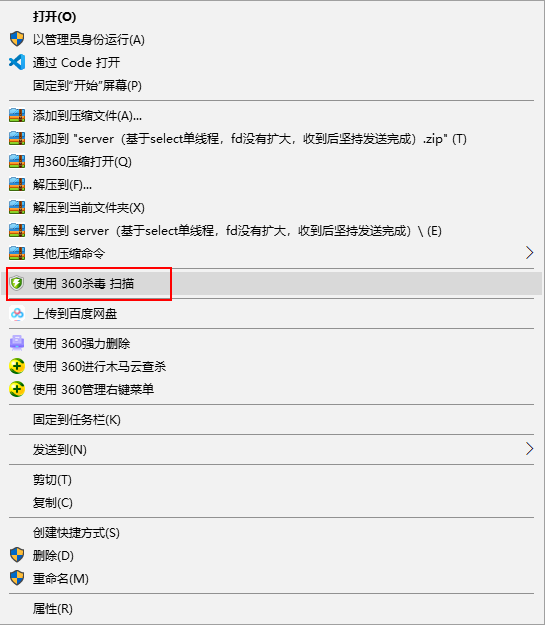 打开(O)
以管理员身份运行(A)
通过 Code 打开
固定到"开始"屏幕(P)
添加到压缩文件(A)...
添加到 "server（基于select单线程，fd没有扩大，收到后坚持发送完成）.zip" (T)
用360压缩打开(Q)
解压到(F)...
解压到当前文件夹(X)
解压到 server（基于select单线程，fd没有扩大，收到后坚持发送完成）\ (E)
其他压缩命令
使用 360杀毒 扫描
上传到百度网盘
使用 360强力删除
使用 360进行木马云查杀
使用 360管理右键菜单
固定到任务栏(K)
发送到(N)
剪切(T)
复制(C)
创建快捷方式(S)
删除(D)
重命名(M)
属性(R)